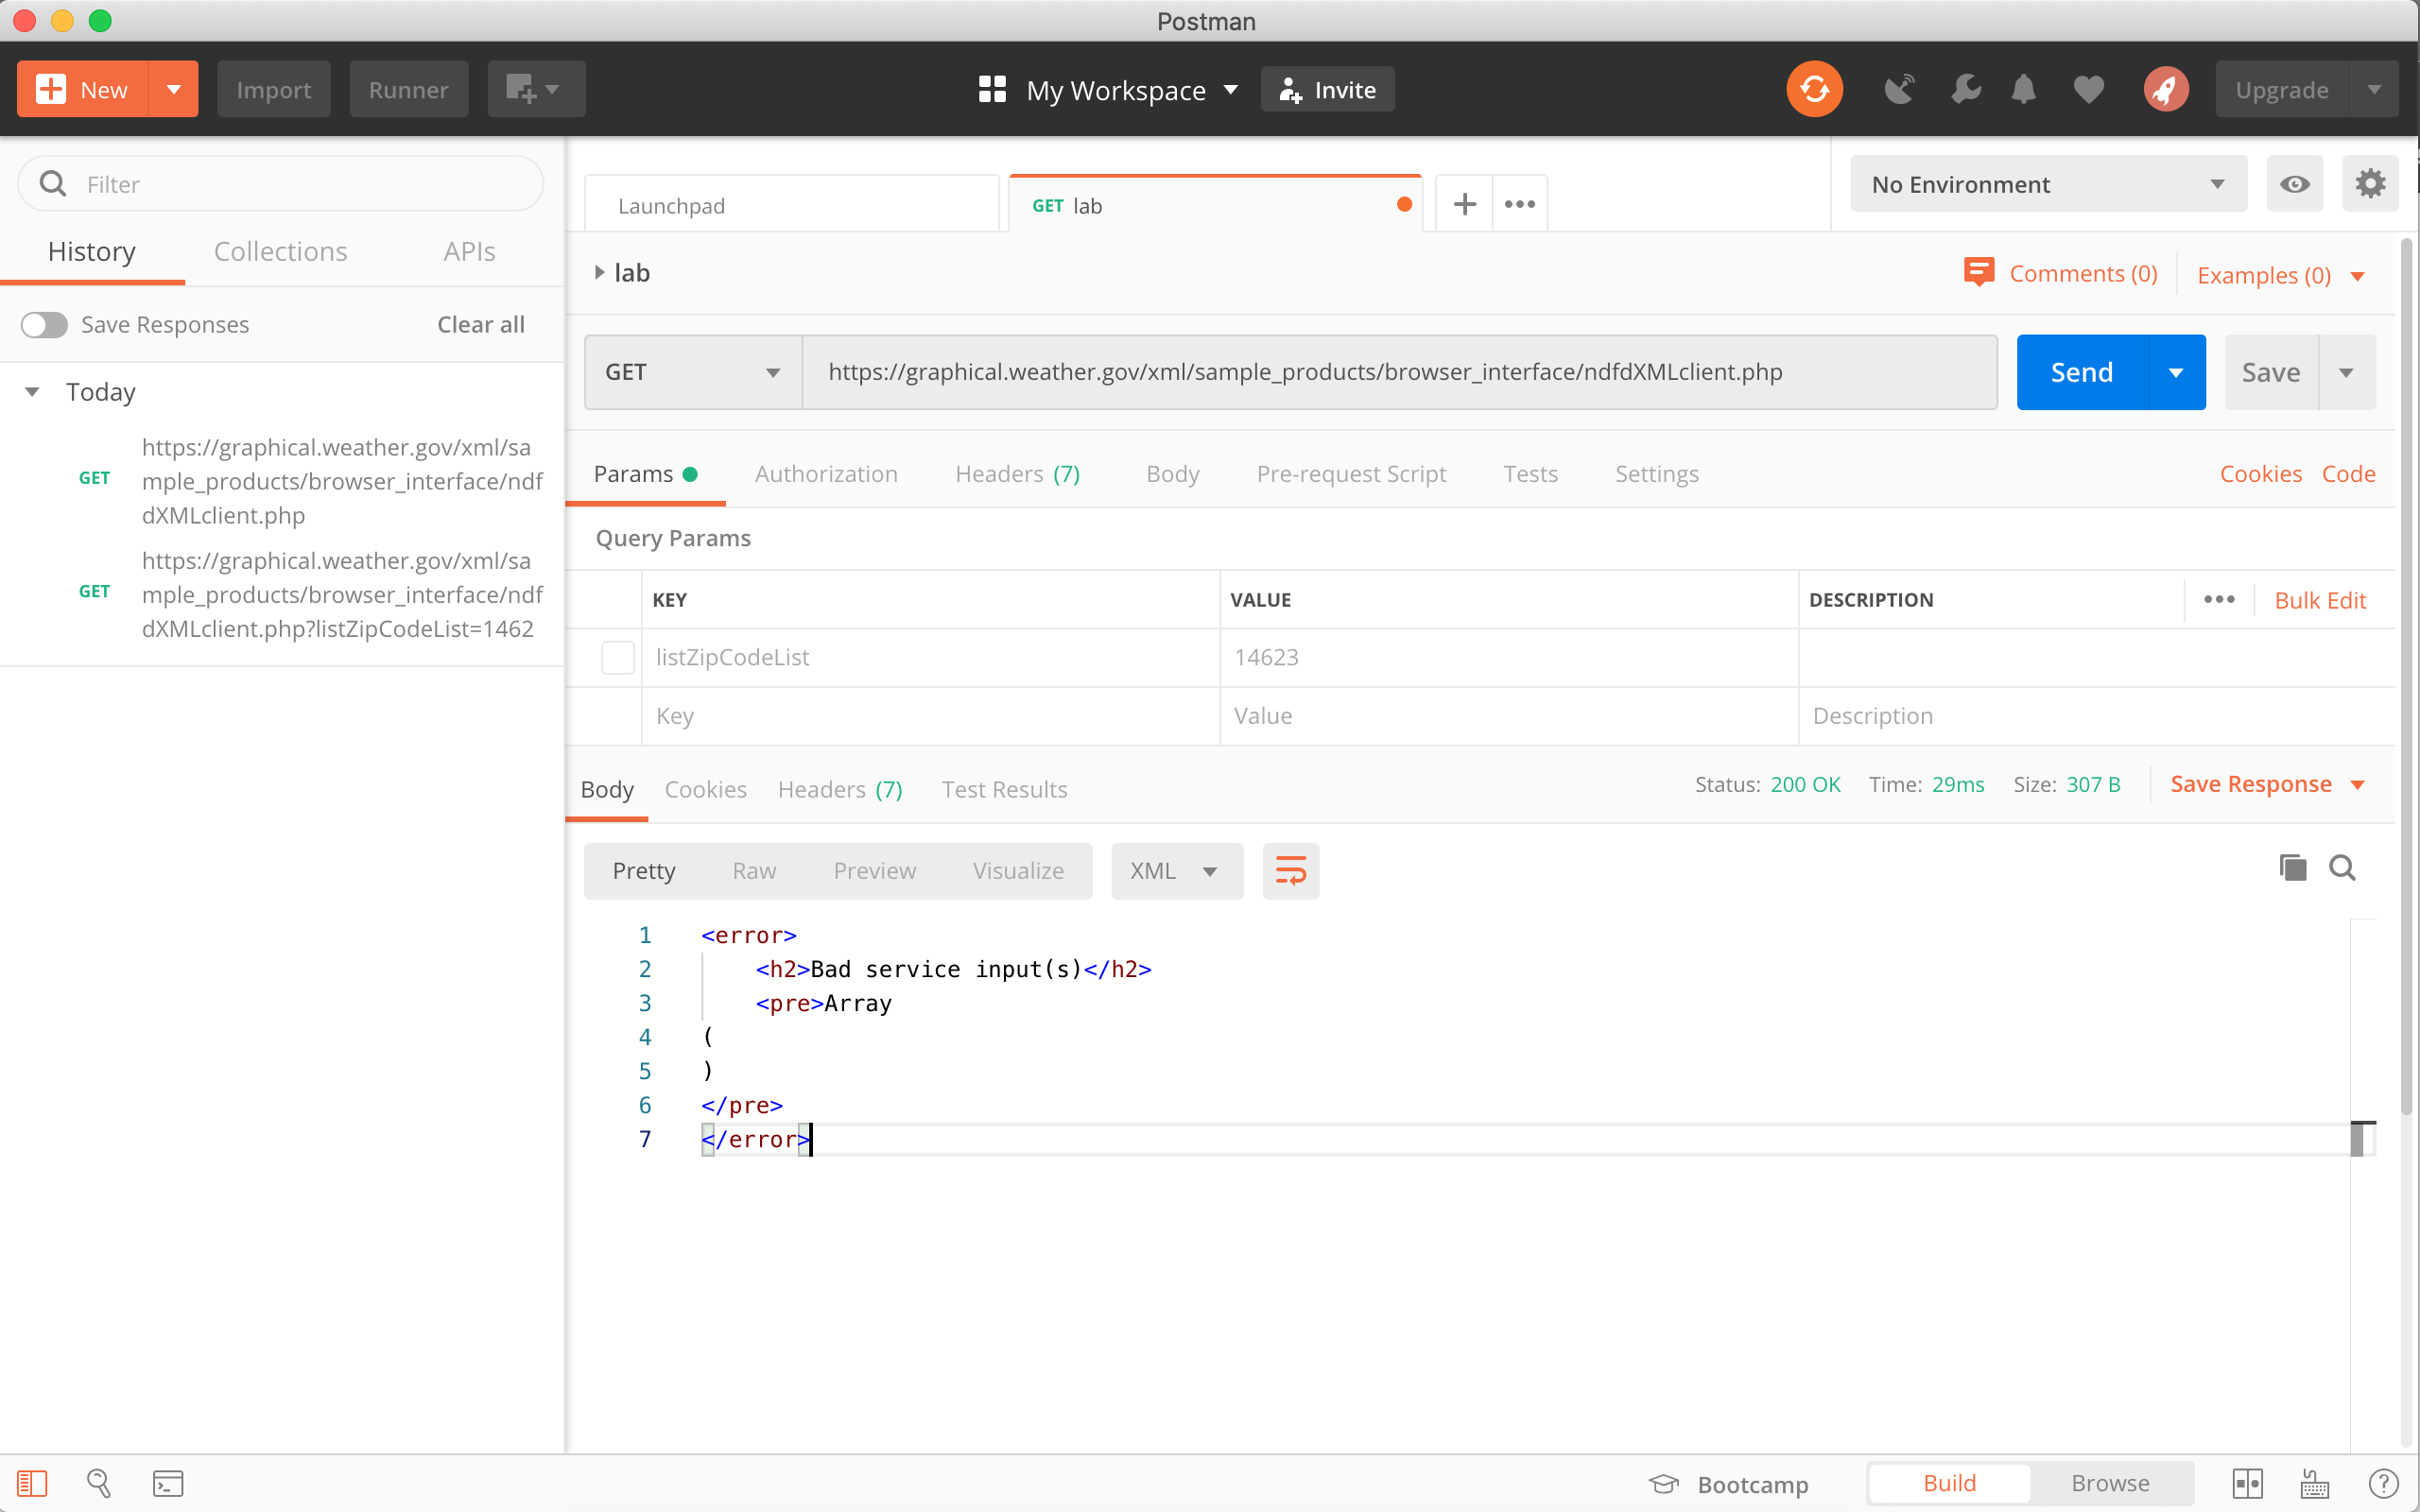 Postman
New
Import
Runner
My Workspace
Invite
Upgrade
Filter
History
Collections
APIs
Save Responses
Clear all
Today
GET
https://graphical.weather.gov/xml/sa
mple_products/browser_interface/ndf
dXMLclient.php
GET
https://graphical.weather.gov/xml/sa
mple_products/browser_interface/ndf
dXMLclient.php?listZipCodeList=1462
Launchpad
GET lab
No Environment
lab
Comments (0)
Examples (0)
GET
https://graphical.weather.gov/xml/sample_products/browser_interface/ndfdXMLclient.php
Send
Save
Params
Authorization
Headers (7)
Body
Pre-request Script
Tests
Settings
Cookies
Code
Query Params
KEY
VALUE
DESCRIPTION
Bulk Edit
listZipCodeList
14623
Key
Value
Description
Body
Cookies
Headers (7)
Test Results
Status: 200 OK
Time: 29ms
Size: 307 B
Save Response
Pretty
Raw
Preview
Visualize
XML
1 <error>
2 <h2>Bad service input(s)</h2>
3 <pre>Array
4 (
5 )
6 </pre>
7 </error>
Bootcamp
Build
Browse